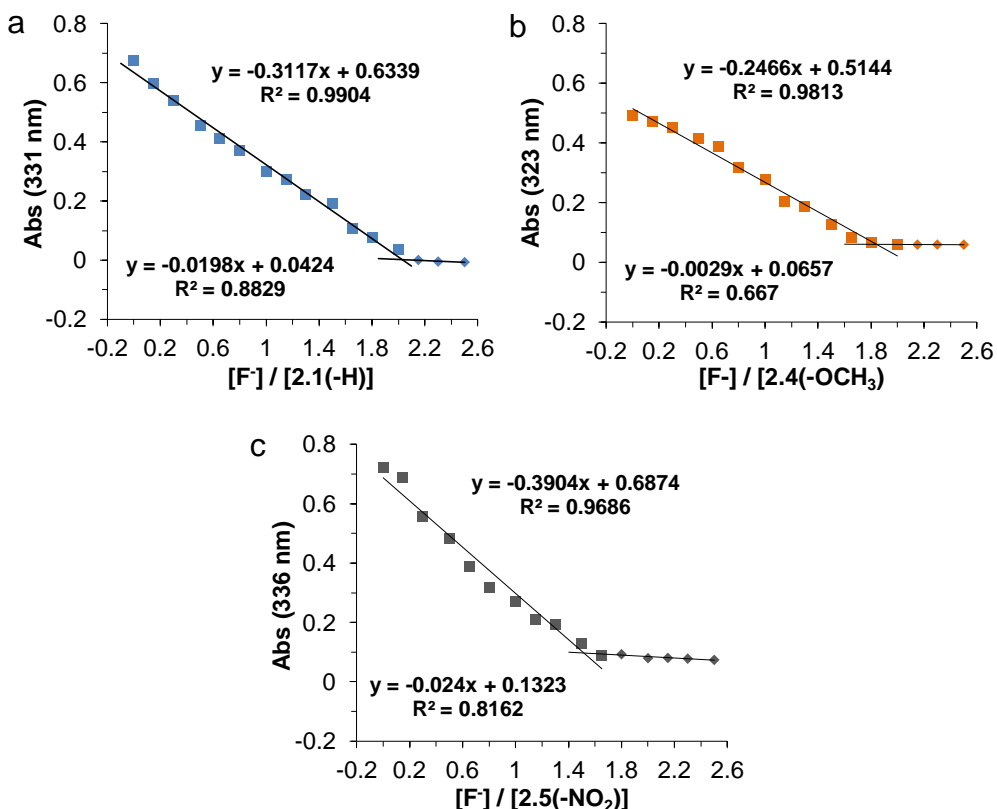 a
0.8
0.6
0.4
0.2
0
-0.2
Abs (331 nm)
y = -0.3117x + 0.6339
R² = 0.9904
y = -0.0198x + 0.0424
R² = 0.8829
-0.2 0.2 0.6 1 1.4 1.8 2.2 2.6
[F⁻] / [2.1(-H)]
b
0.8
0.6
0.4
0.2
0
-0.2
Abs (323 nm)
y = -0.2466x + 0.5144
R² = 0.9813
y = -0.0029x + 0.0657
R² = 0.667
-0.2 0.2 0.6 1 1.4 1.8 2.2 2.6
[F-] / [2.4(-OCH₃)
c
0.8
0.6
0.4
0.2
0
-0.2
Abs (336 nm)
y = -0.3904x + 0.6874
R² = 0.9686
y = -0.024x + 0.1323
R² = 0.8162
-0.2 0.2 0.6 1 1.4 1.8 2.2 2.6
[F⁻] / [2.5(-NO₂)]